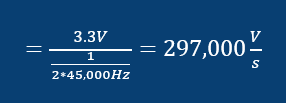 = 3.3V / (1 / 2*45,000Hz) = 297,000 V/s